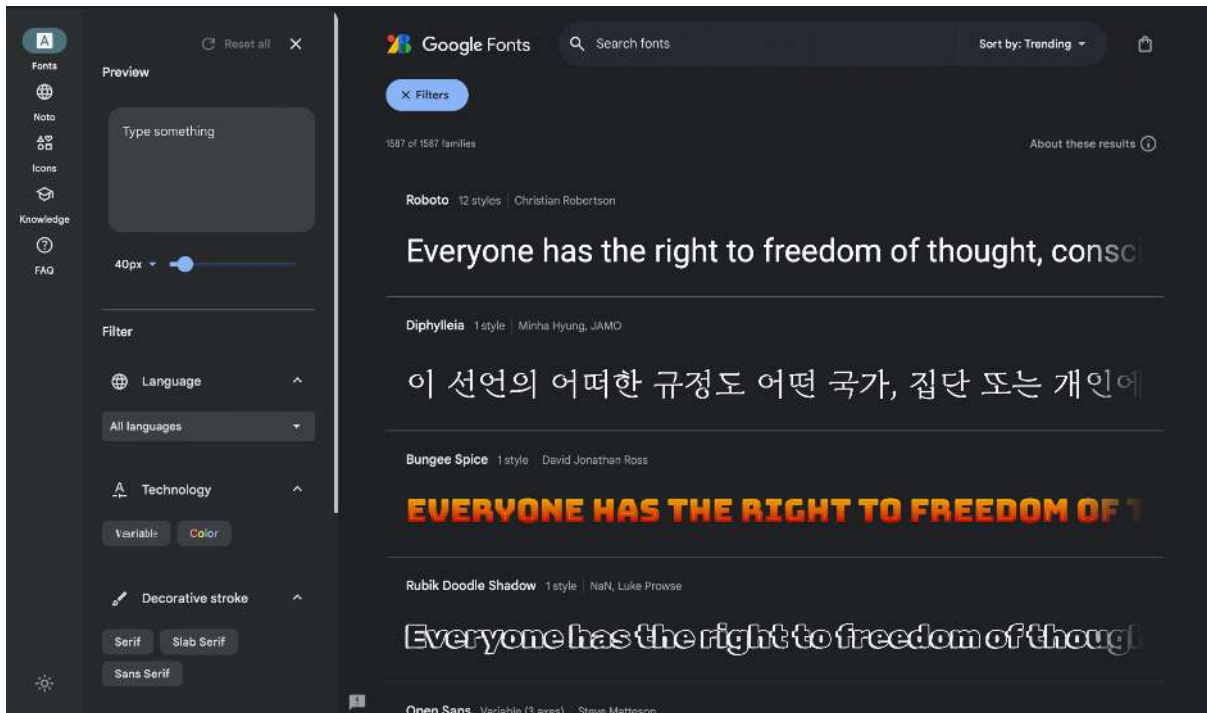 Fonts
Noto
Icons
Knowledge
FAQ
Reset all
Preview
Type something
40px
Filter
Language
All languages
Technology
Variable
Color
Decorative stroke
Serif
Slab Serif
Sans Serif
Google Fonts
Search fonts
Sort by: Trending
Filters
1587 of 1587 families
About these results
Roboto 12 styles | Christian Robertson
Everyone has the right to freedom of thought, consc
Diphylleia 1 style | Minha Hyung, JAMO
이 선언의 어떠한 규정도 어떤 국가, 집단 또는 개인에
Bungee Spice 1 style David Jonathan Ross
EVERYONE HAS THE RIGHT TO FREEDOM OF T
Rubik Doodle Shadow 1 style | NaN, Luke Prowse
Everyone has the right to freedom of thoug
Open Sans Variable (3 axes) | Steve Matteson